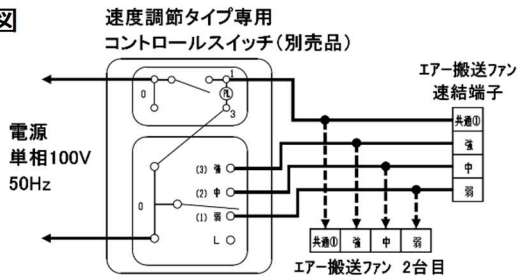 図
速度調節タイプ専用
コントロールスイッチ(別売品)
エアー搬送ファン
速結端子
電源
単相100V
50Hz
0
1
PL
3
0
(3) 強
(2) 中
(1) 弱
L
共通①
強
中
弱
共通① 強 中 弱
エアー搬送ファン 2台目